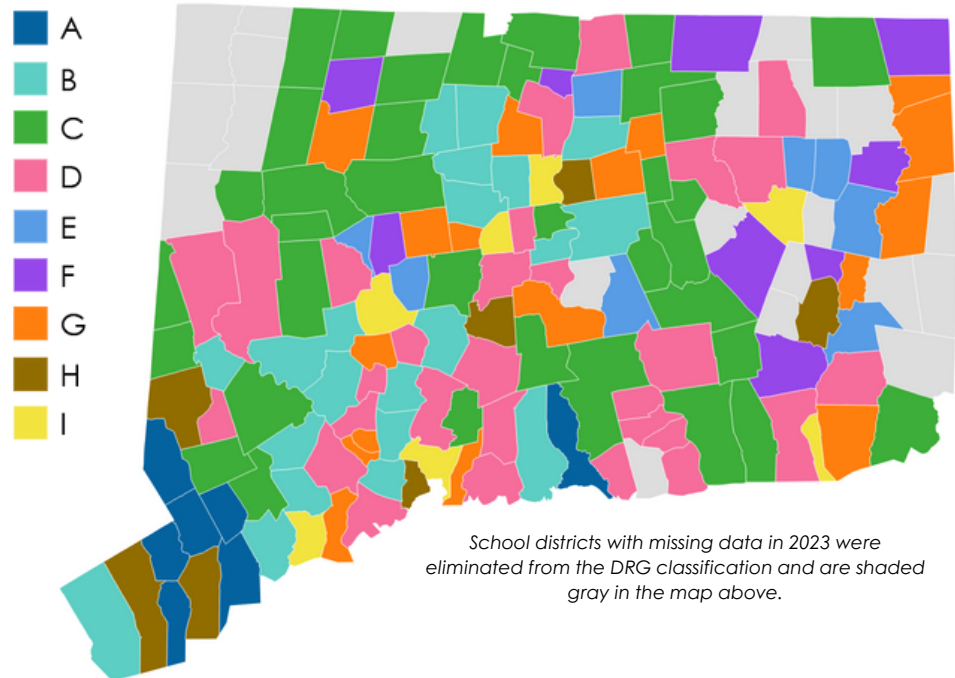 A
B
C
D
E
F
G
H
I
School districts with missing data in 2023 were
eliminated from the DRG classification and are shaded
gray in the map above.